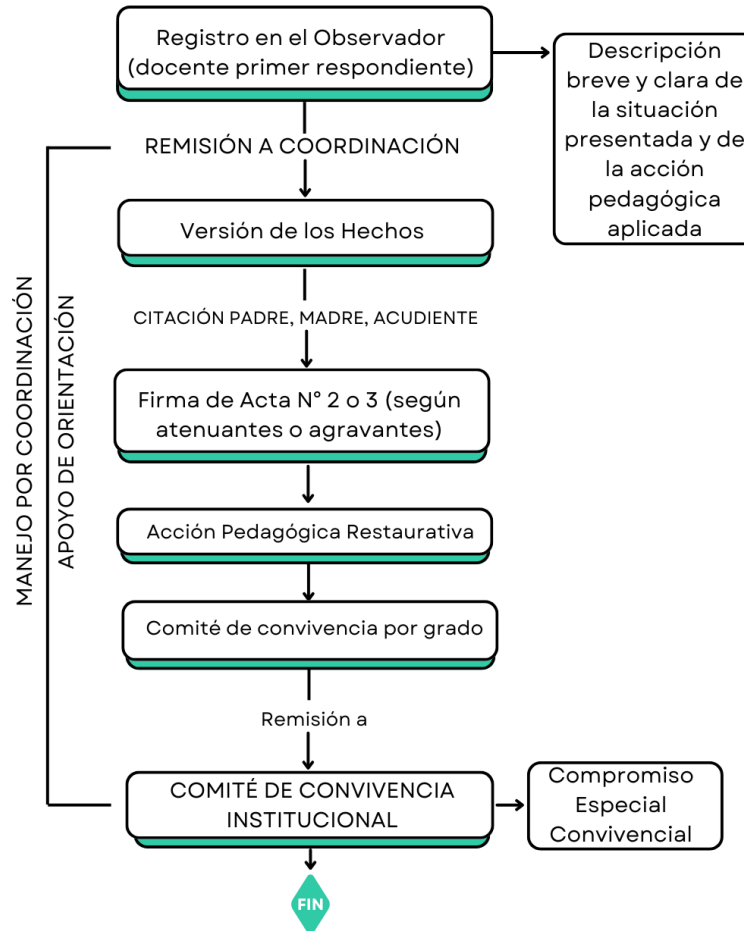 Registro en el Observador
(docente primer respondiente)
Descripción
breve y clara de
la situación
presentada y de
la acción
pedagógica
aplicada
REMISIÓN A COORDINACIÓN
Versión de los Hechos
CITACIÓN PADRE, MADRE, ACUDIENTE
MANEJO POR COORDINACIÓN
APOYO DE ORIENTACIÓN
Firma de Acta N° 2 o 3 (según
atenuantes o agravantes)
Acción Pedagógica Restaurativa
Comité de convivencia por grado
Remisión a
COMITÉ DE CONVIVENCIA
INSTITUCIONAL
Compromiso
Especial
Convivencial
FIN